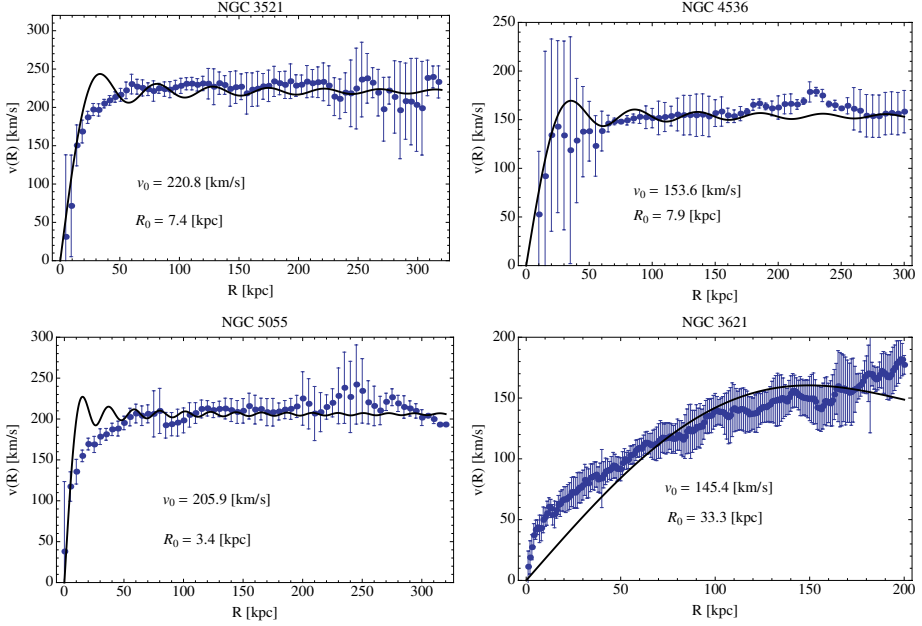 NGC 3521
v(R) [km/s]
300
250
200
150
100
50
0
v₀ = 220.8 [km/s]
R₀ = 7.4 [kpc]
0 50 100 150 200 250 300
R [kpc]
NGC 4536
v(R) [km/s]
250
200
150
100
50
0
v₀ = 153.6 [km/s]
R₀ = 7.9 [kpc]
0 50 100 150 200 250 300
R [kpc]
NGC 5055
v(R) [km/s]
300
250
200
150
100
50
0
v₀ = 205.9 [km/s]
R₀ = 3.4 [kpc]
0 50 100 150 200 250 300
R [kpc]
NGC 3621
v(R) [km/s]
200
150
100
50
0
v₀ = 145.4 [km/s]
R₀ = 33.3 [kpc]
0 50 100 150 200
R [kpc]